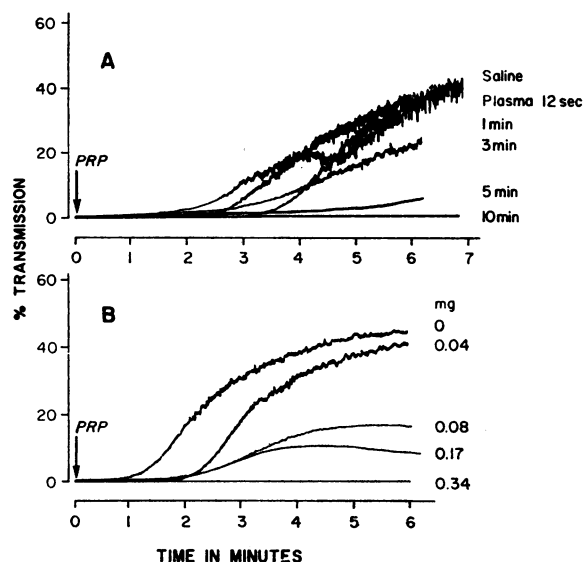 % TRANSMISSION
A
60
40
20
0
PRP
Saline
Plasma 12 sec
1 min
3 min
5 min
10min
0 1 2 3 4 5 6 7
B
60
40
20
0
PRP
mg
0
0.04
0.08
0.17
0.34
0 1 2 3 4 5 6
TIME IN MINUTES